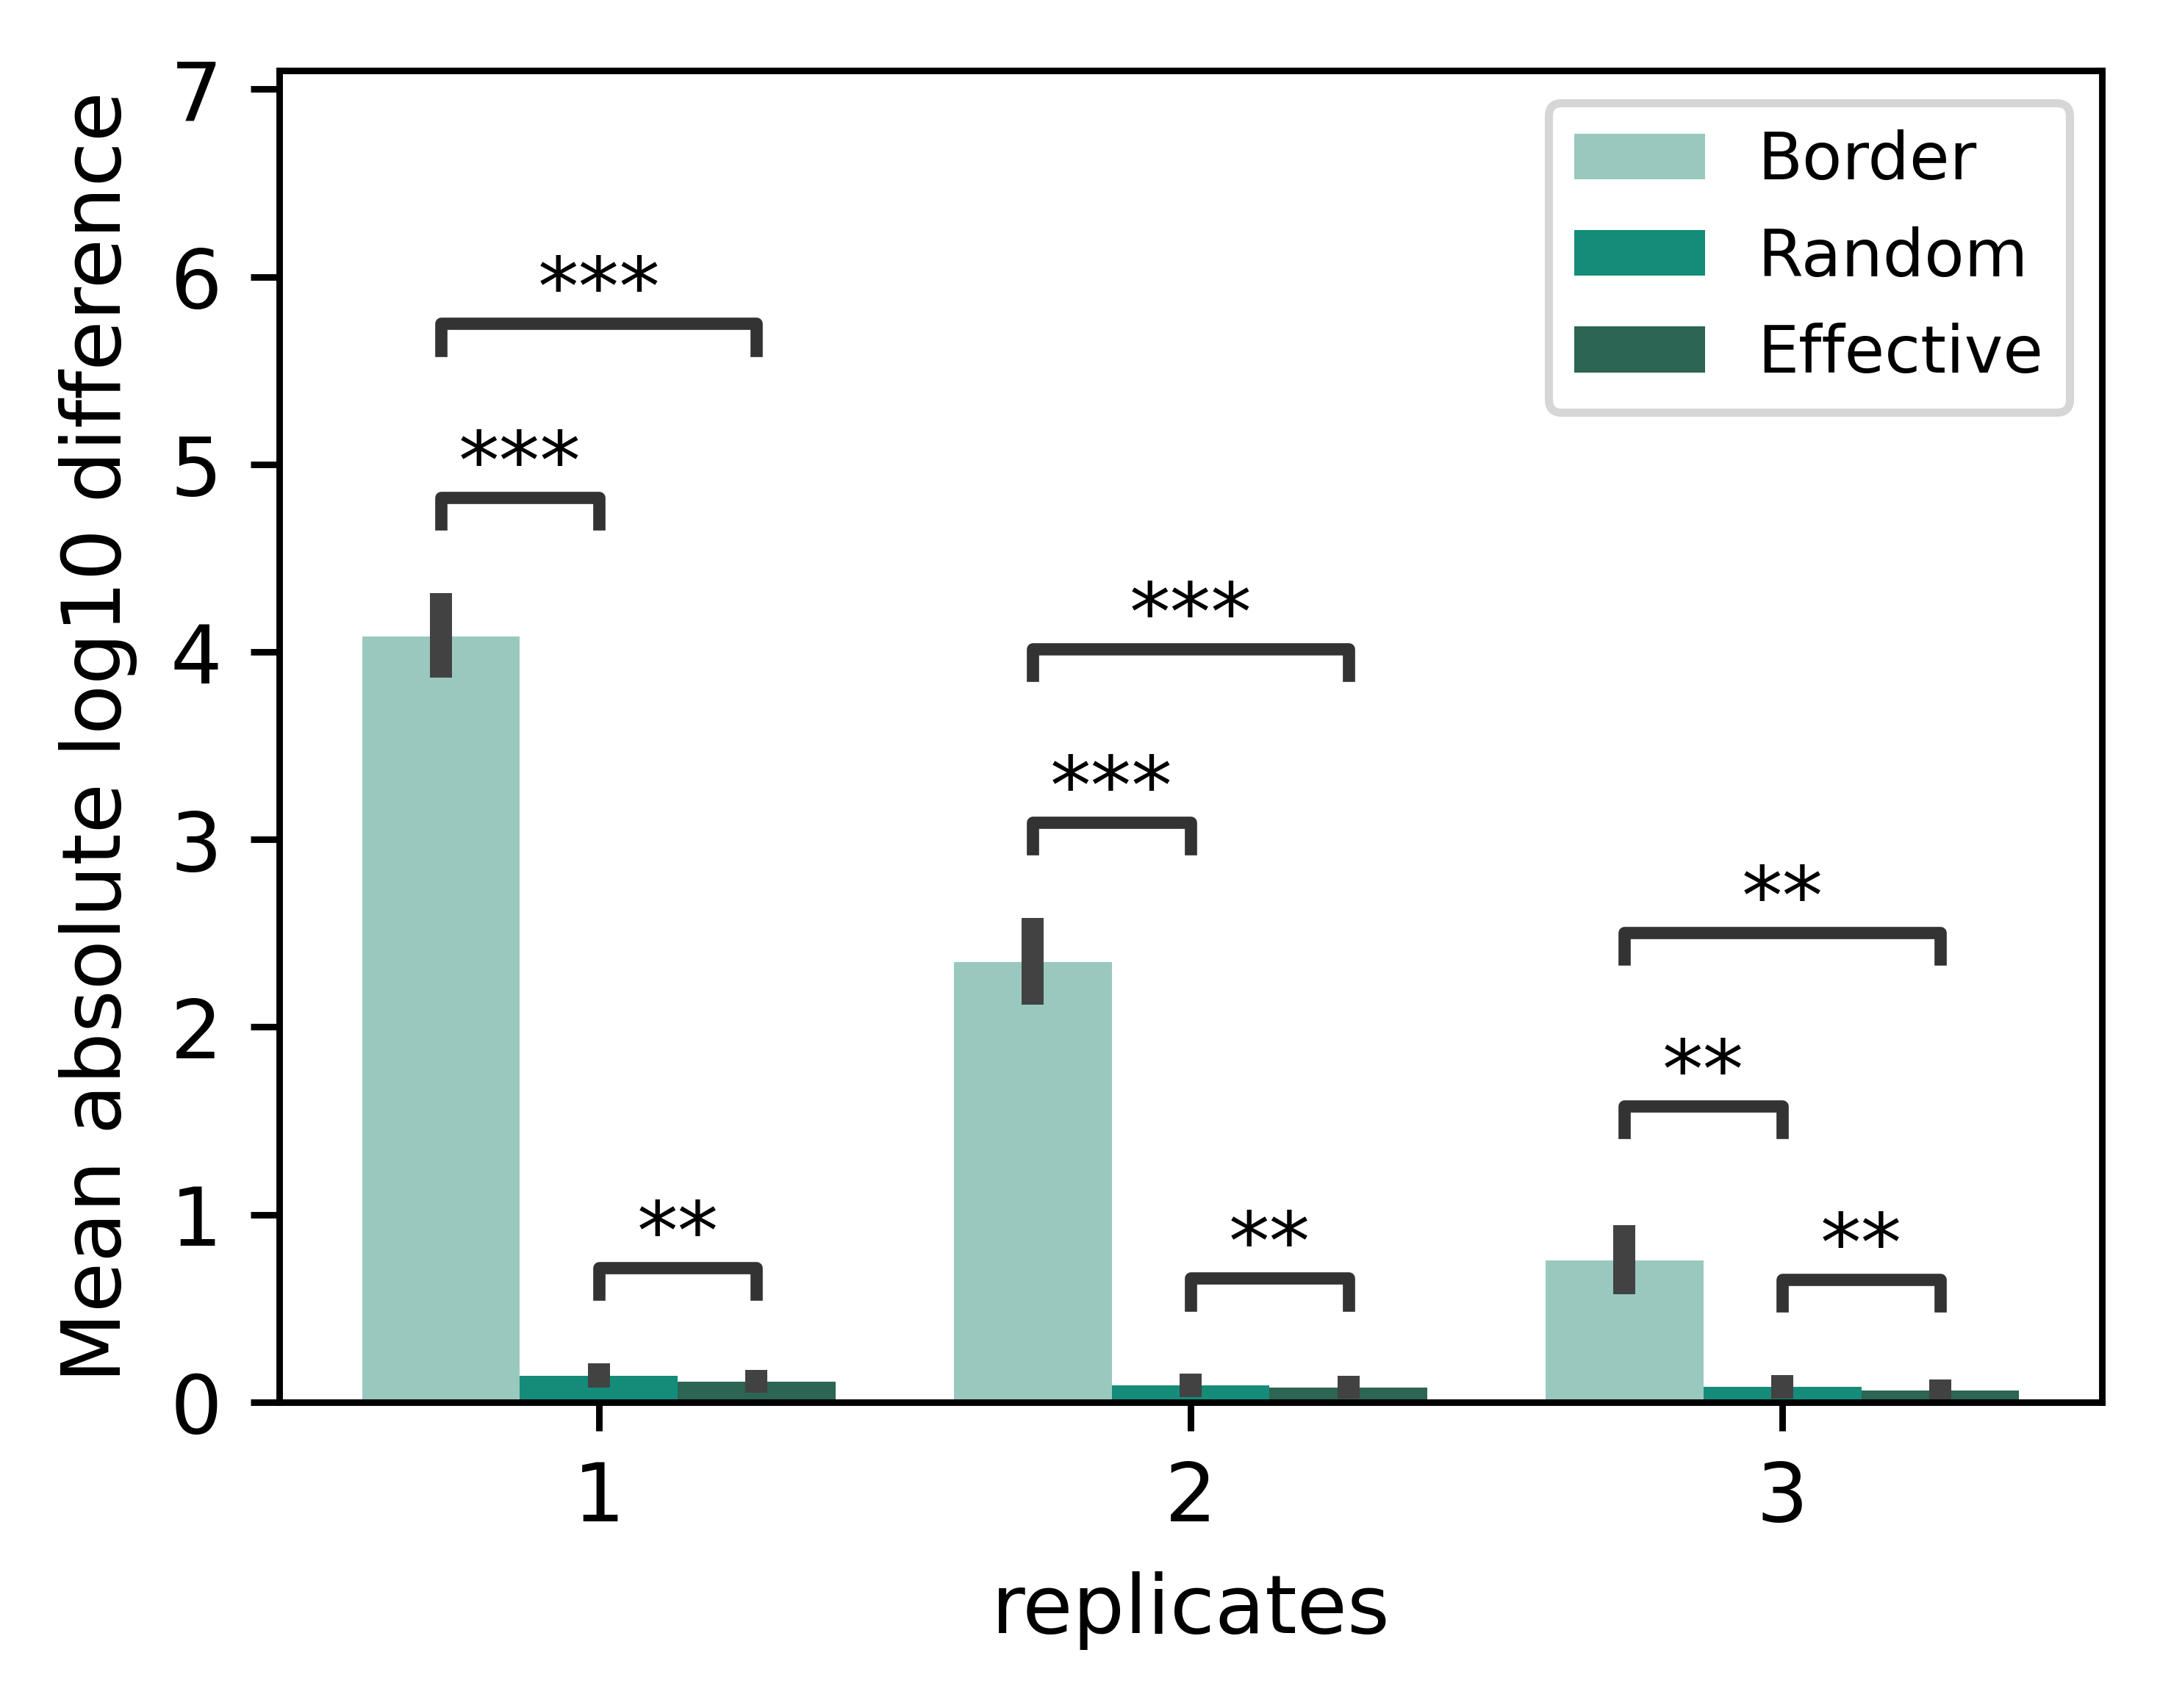 Mean absolute log10 difference
7
6
5
4
3
2
1
0
***
***
**
***
***
**
**
**
**
Border
Random
Effective
1 2 3
replicates